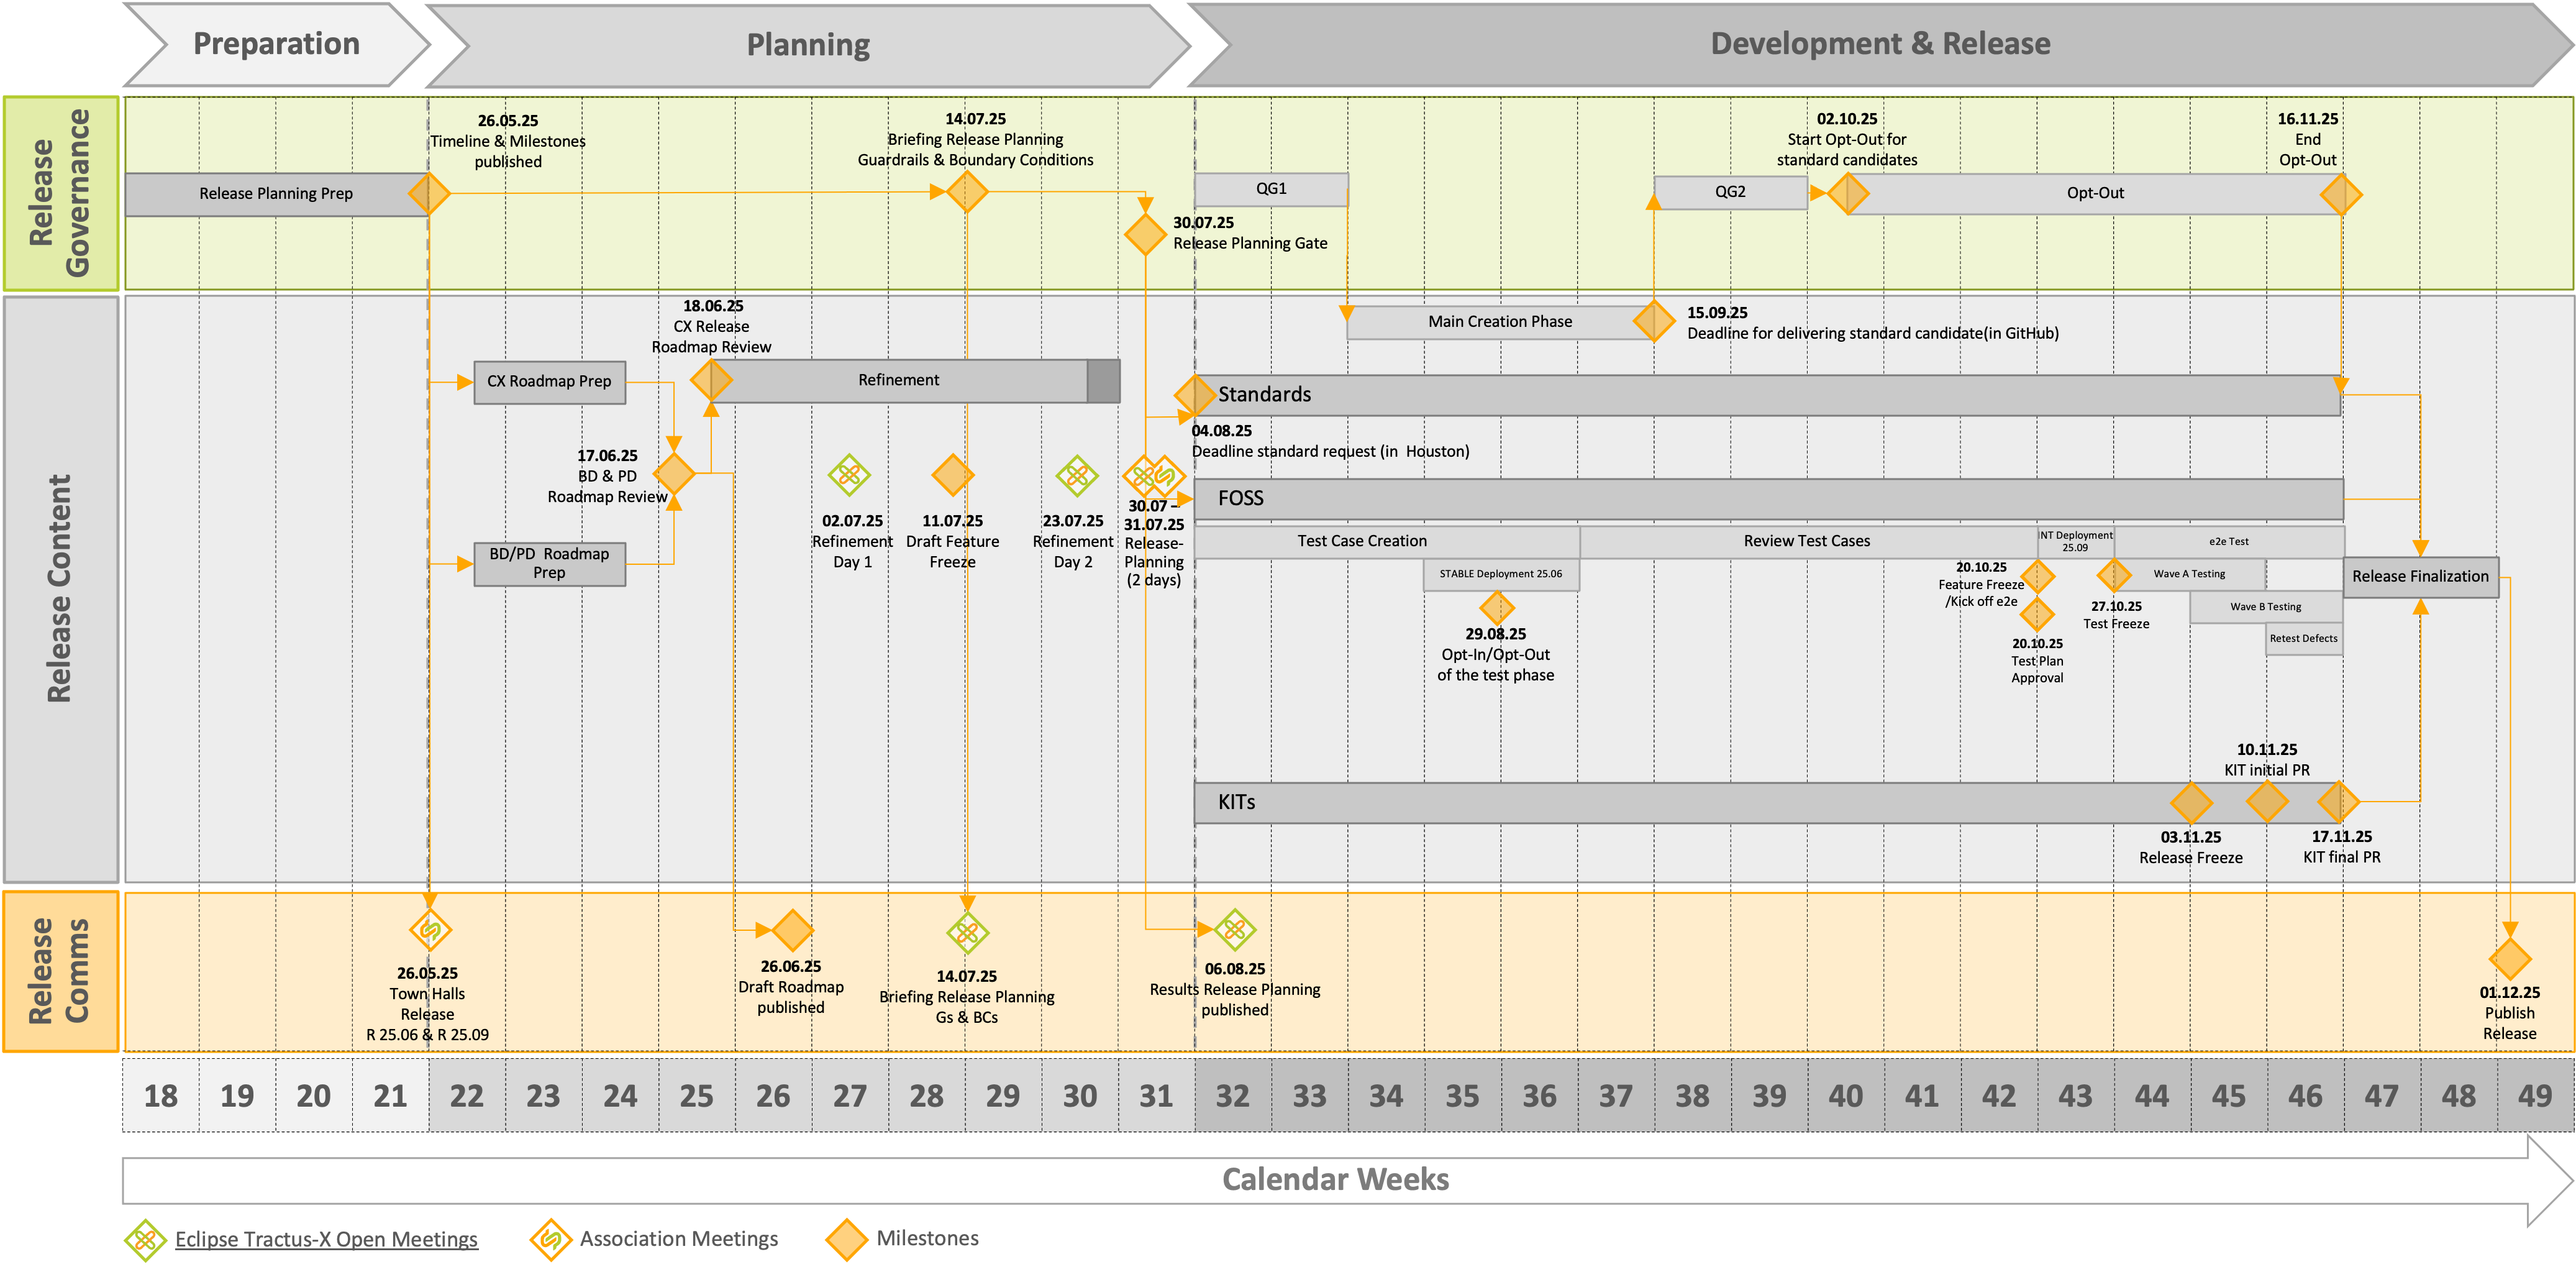 Preparation
Planning
Development & Release
Release
Governance
26.05.25
Timeline & Milestones
published
14.07.25
Briefing Release Planning
Guardrails & Boundary Conditions
02.10.25
Start Opt-Out for
standard candidates
16.11.25
End
Opt-Out
Release Planning Prep
QG1
QG2
Opt-Out
30.07.25
Release Planning Gate
Release Content
18.06.25
CX Release
Roadmap Review
Main Creation Phase
15.09.25
Deadline for delivering standard candidate(in GitHub)
CX Roadmap Prep
Refinement
Standards
04.08.25
Deadline standard request (in Houston)
17.06.25
BD & PD
Roadmap Review
FOSS
02.07.25
Refinement
Day 1
11.07.25
Draft Feature
Freeze
23.07.25
Refinement
Day 2
30.07 –
31.07.25
Release-
Planning
(2 days)
BD/PD Roadmap
Prep
Test Case Creation
Review Test Cases
NT Deployment
25.09
e2e Test
STABLE Deployment 25.06
20.10.25
Feature Freeze
/Kick off e2e
Wave A Testing
Release Finalization
29.08.25
Opt-In/Opt-Out
of the test phase
27.10.25
Test Freeze
Wave B Testing
20.10.25
Test Plan
Approval
Retest Defects
10.11.25
KIT initial PR
KITs
03.11.25
Release Freeze
17.11.25
KIT final PR
Release
Comms
26.05.25
Town Halls
Release
R 25.06 & R 25.09
26.06.25
Draft Roadmap
published
14.07.25
Briefing Release Planning
Gs & BCs
06.08.25
Results Release Planning
published
01.12.25
Publish
Release
18 19 20 21 22 23 24 25 26 27 28 29 30 31 32 33 34 35 36 37 38 39 40 41 42 43 44 45 46 47 48 49
Calendar Weeks
Eclipse Tractus-X Open Meetings
Association Meetings
Milestones